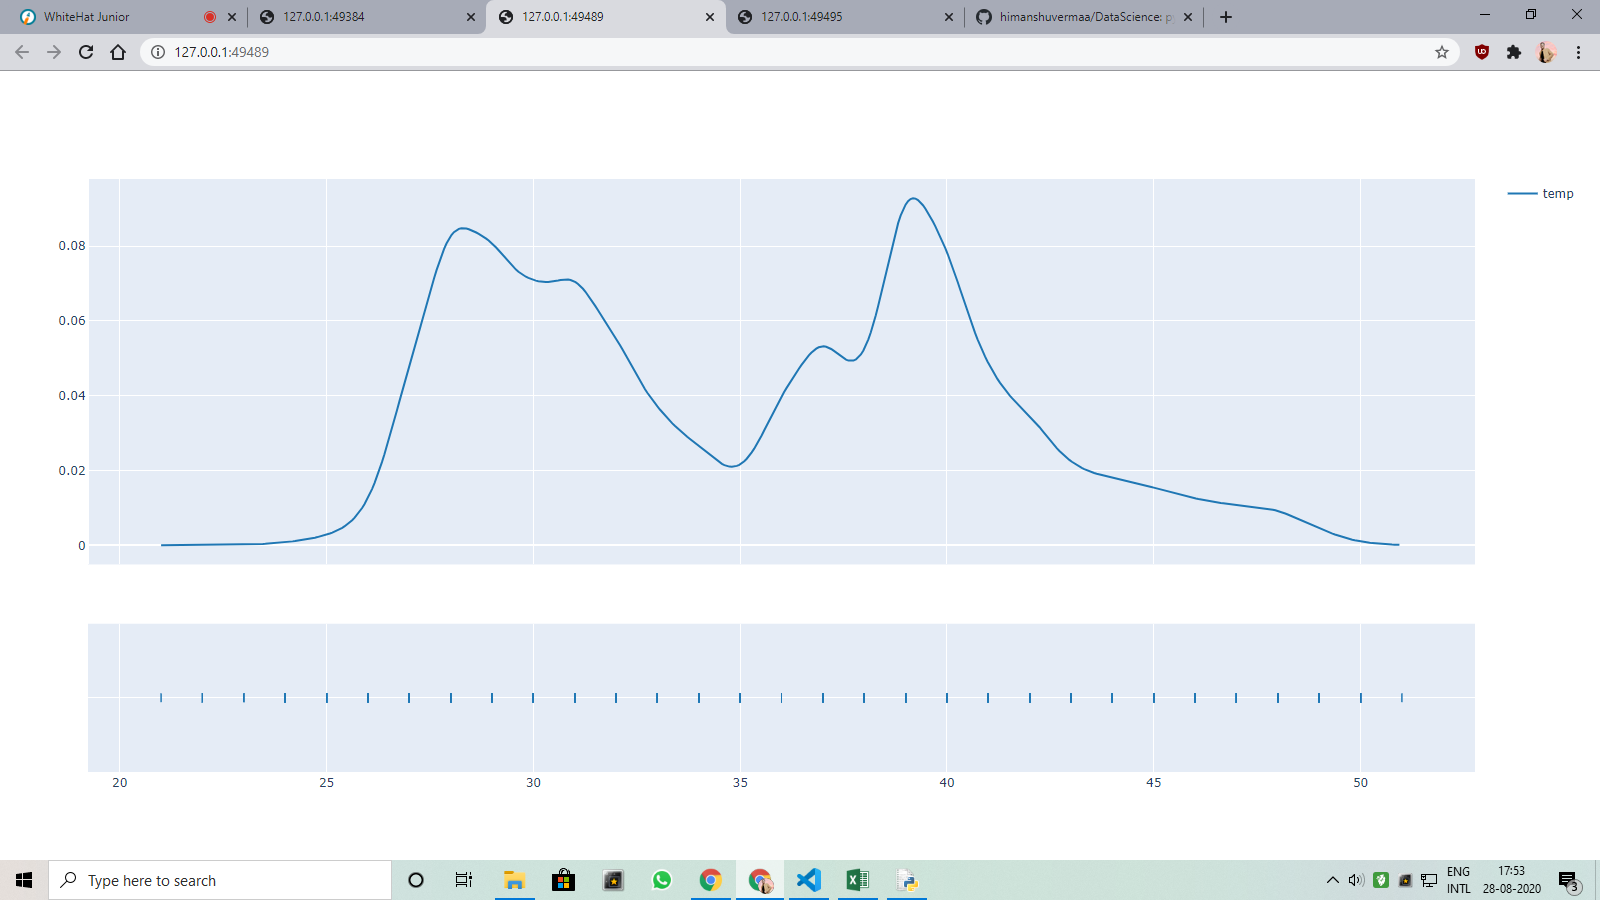 WhiteHat Junior
127.0.0.1:49384
127.0.0.1:49489
127.0.0.1:49495
himanshuvermaa/DataScience: p
127.0.0.1:49489
temp
0.08
0.06
0.04
0.02
0
20 25 30 35 40 45 50
Type here to search
ENG
INTL
17:53
28-08-2020
3